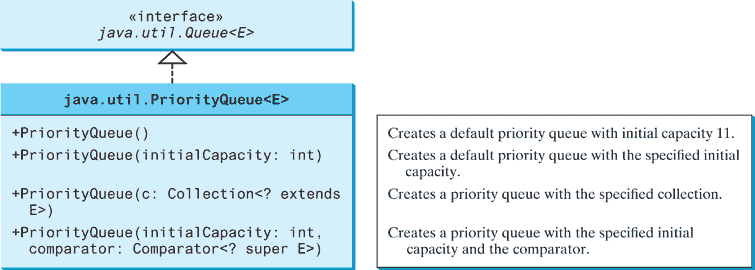 «interface»
java.util.Queue<E>
java.util.PriorityQueue<E>
+PriorityQueue()
+PriorityQueue(initialCapacity: int)
+PriorityQueue(c: Collection<? extends
E>)
+PriorityQueue(initialCapacity: int,
comparator: Comparator<? super E>)
Creates a default priority queue with initial capacity 11.
Creates a default priority queue with the specified initial
capacity.
Creates a priority queue with the specified collection.
Creates a priority queue with the specified initial
capacity and the comparator.